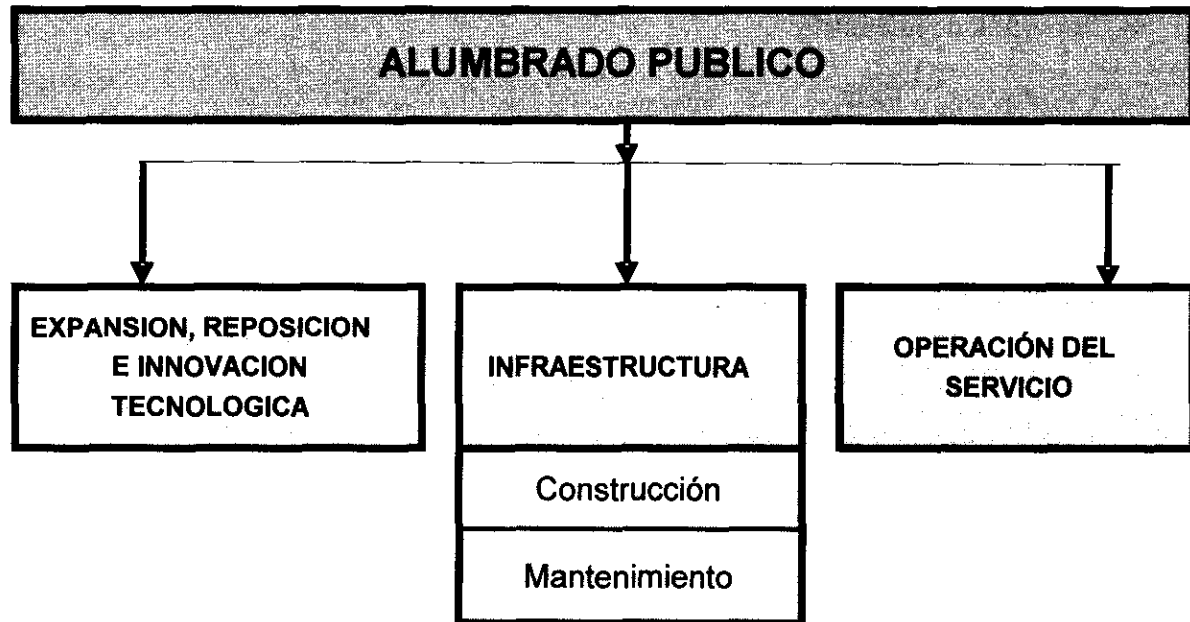 ALUMBRADO PUBLICO
EXPANSION, REPOSICION
E INNOVACION
TECNOLOGICA
INFRAESTRUCTURA
Construcción
Mantenimiento
OPERACIÓN DEL
SERVICIO